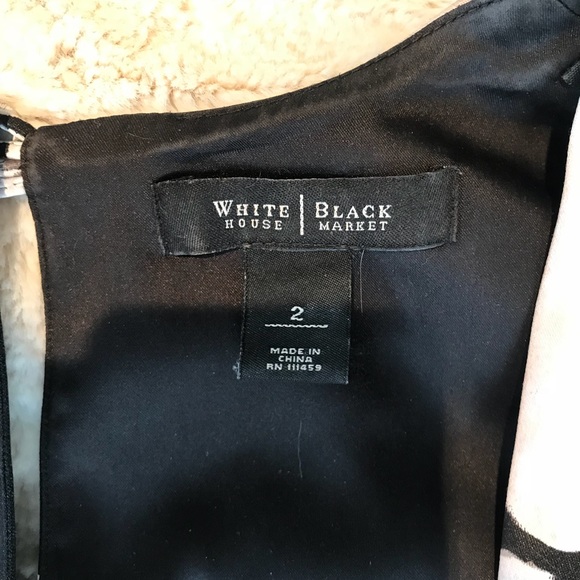 WHITE | BLACK
HOUSE | MARKET
2
MADE IN
CHINA
RN 111459